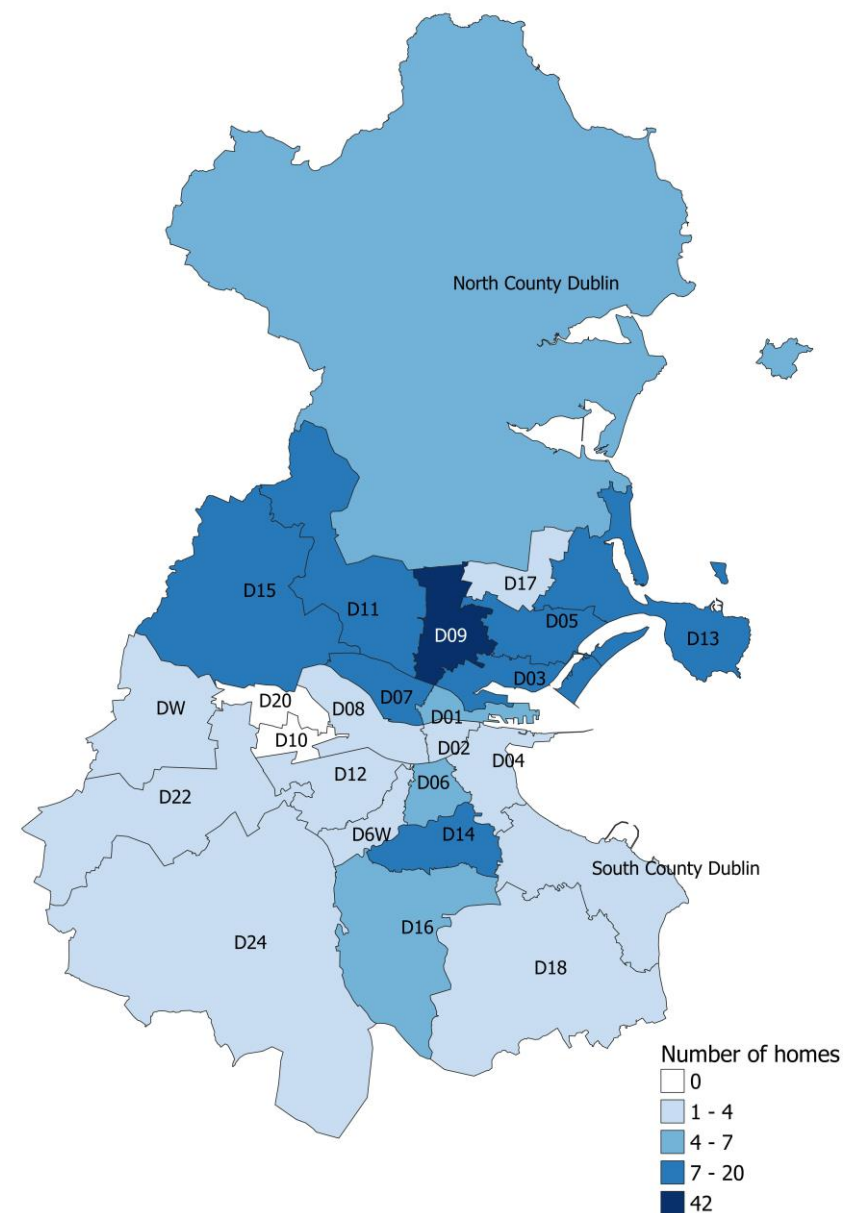 North County Dublin
D17
D15
D11
D05
D09
D13
D03
D20
D07
DW
D08
D01
D10
D02
D04
D12
D06
D22
D6W
D14
South County Dublin
D16
D24
D18
Number of homes
0
1 - 4
4 - 7
7 - 20
42